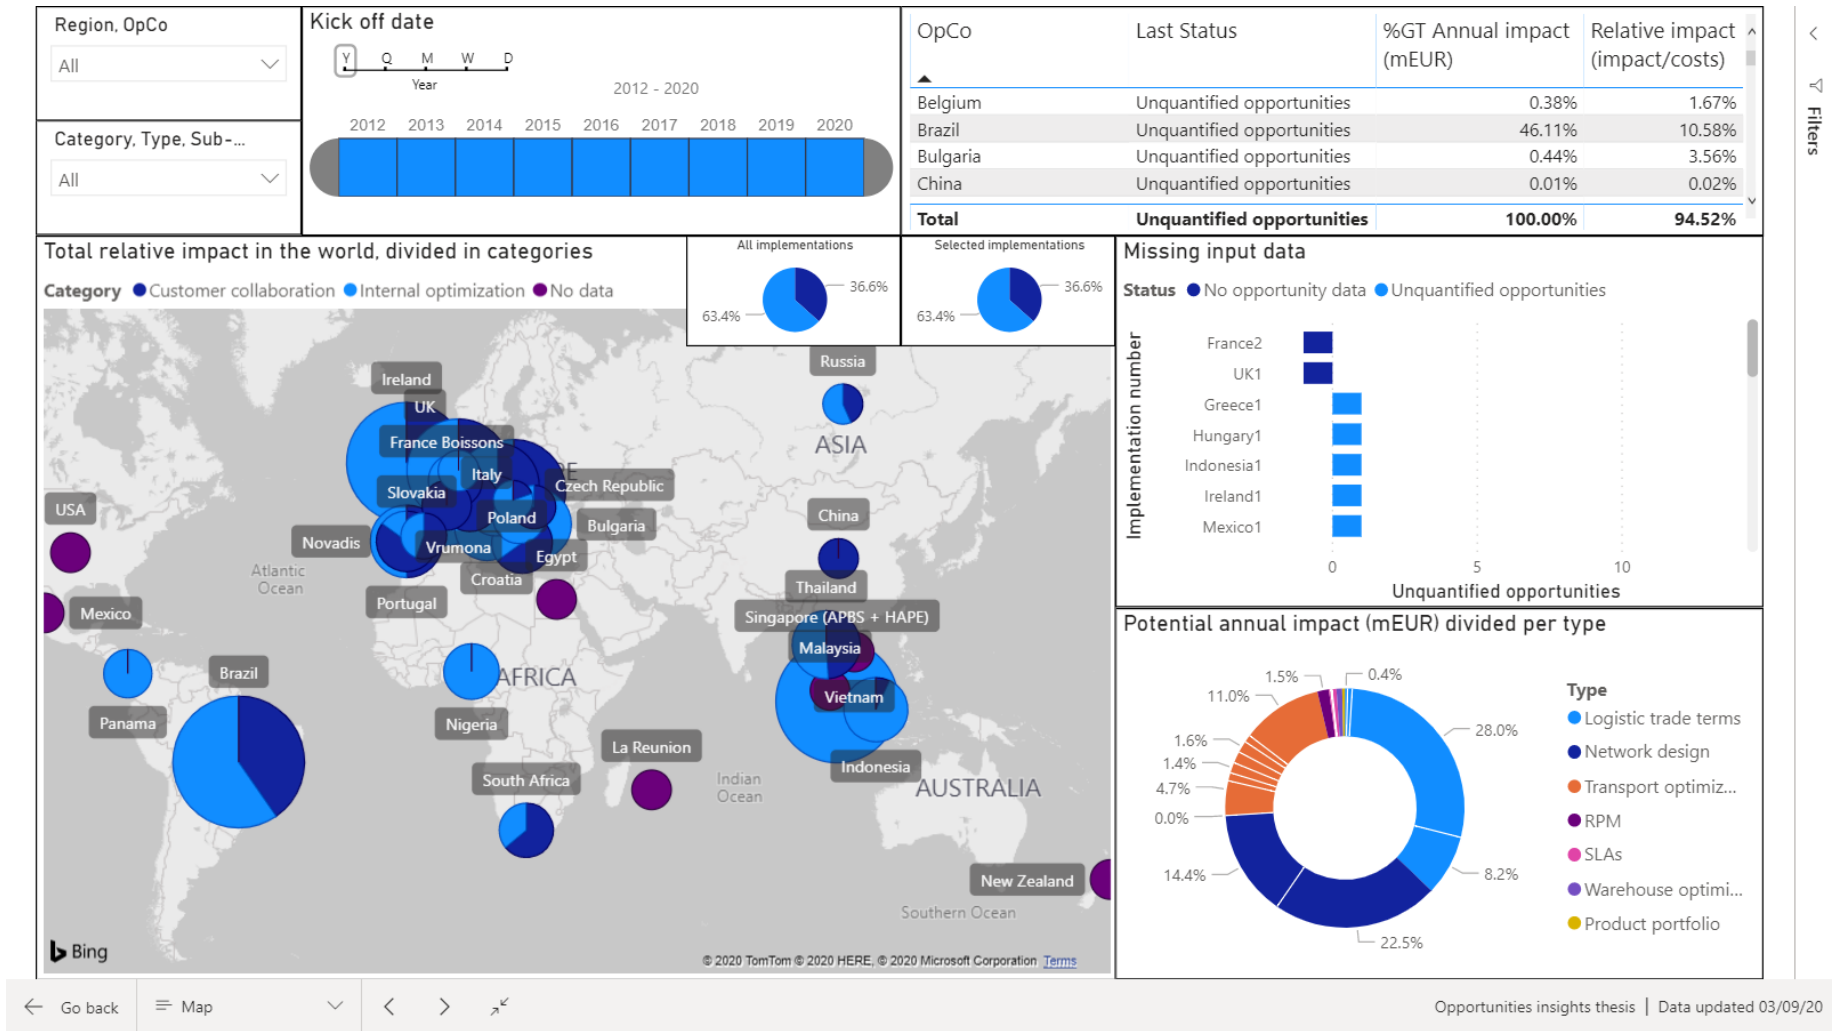 Region, OpCo
All
Category, Type, Sub-...
All
Kick off date
Y Q M W D
Year
2012 - 2020
2012 2013 2014 2015 2016 2017 2018 2019 2020
OpCo Last Status %GT Annual impact (mEUR) Relative impact (impact/costs)
Belgium Unquantified opportunities 0.38% 1.67%
Brazil Unquantified opportunities 46.11% 10.58%
Bulgaria Unquantified opportunities 0.44% 3.56%
China Unquantified opportunities 0.01% 0.02%
Total Unquantified opportunities 100.00% 94.52%
Filters
Total relative impact in the world, divided in categories
Category Customer collaboration Internal optimization No data
All implementations
36.6%
63.4%
Selected implementations
36.6%
63.4%
Russia
Ireland
UK
France Boissons
ASIA
Italy
Slovakia
Czech Republic
USA
Poland
China
Bulgaria
Novadis
Vrumona
Egypt
Atlantic
Ocean
Croatia
Thailand
Portugal
Mexico
Singapore (APBS + HAPE)
Malaysia
Brazil
AFRICA
Vietnam
Panama
Nigeria
La Reunion
Indonesia
South Africa
Indian
Ocean
AUSTRALIA
New Zealand
Southern Ocean
Bing
© 2020 TomTom © 2020 HERE, © 2020 Microsoft Corporation Terms
Missing input data
Status No opportunity data Unquantified opportunities
Implementation number
France2
UK1
Greece1
Hungary1
Indonesia1
Ireland1
Mexico1
0 5 10
Unquantified opportunities
Potential annual impact (mEUR) divided per type
0.4%
1.5%
11.0%
28.0%
1.6%
1.4%
4.7%
0.0%
14.4%
8.2%
22.5%
Type
Logistic trade terms
Network design
Transport optimiz...
RPM
SLAs
Warehouse optimi...
Product portfolio
Go back
Map
Opportunities insights thesis | Data updated 03/09/20